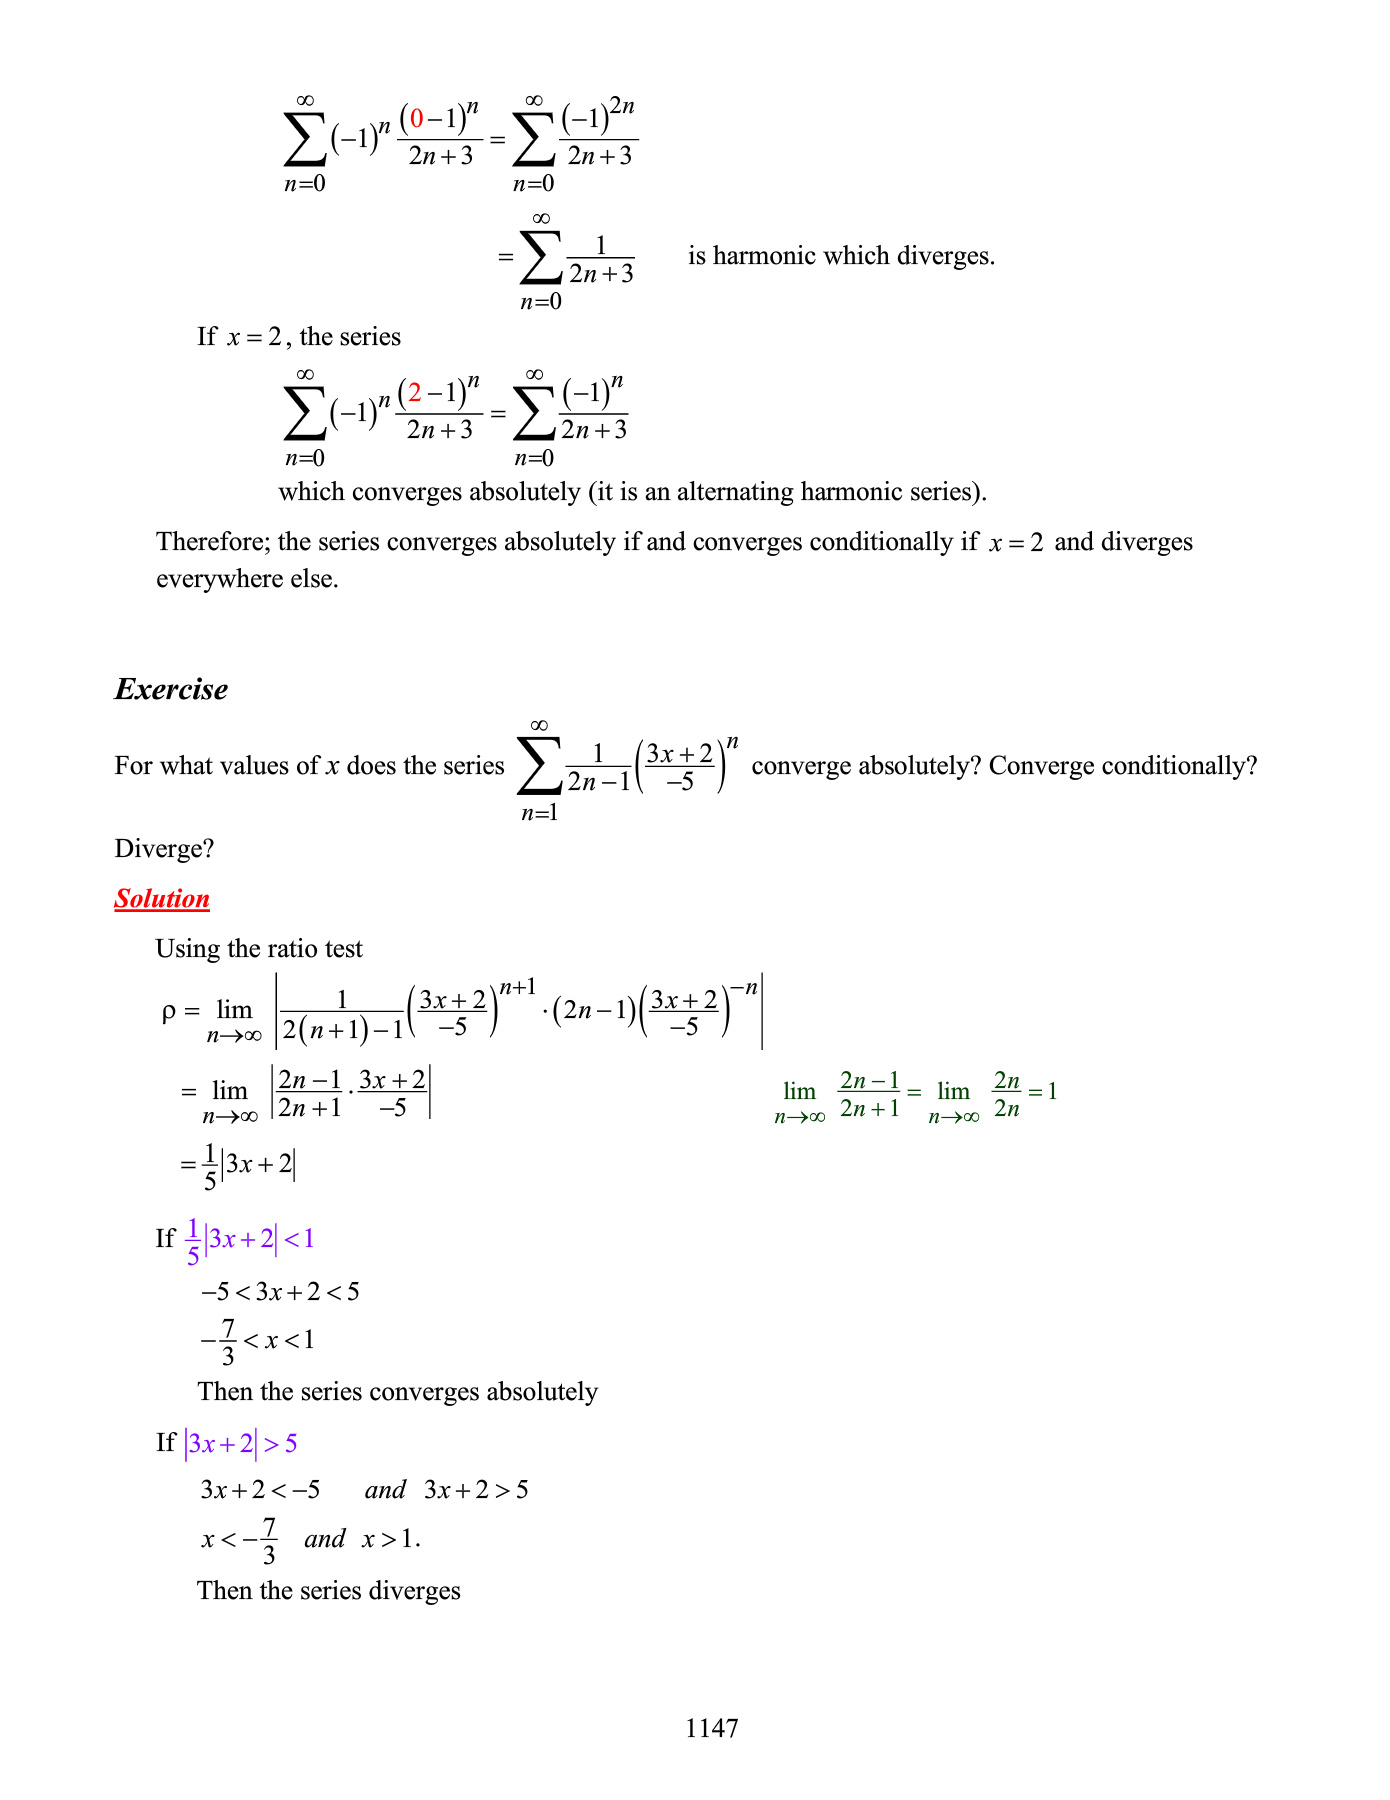 $\sum_{n=0}^{\infty} (-1)^n \frac{(0-1)^n}{2n+3} = \sum_{n=0}^{\infty} \frac{(-1)^{2n}}{2n+3}$
$= \sum_{n=0}^{\infty} \frac{1}{2n+3}$ is harmonic which diverges.
If $x = 2$, the series
$\sum_{n=0}^{\infty} (-1)^n \frac{(2-1)^n}{2n+3} = \sum_{n=0}^{\infty} \frac{(-1)^n}{2n+3}$
which converges absolutely (it is an alternating harmonic series).
Therefore; the series converges absolutely if and converges conditionally if $x = 2$ and diverges
everywhere else.
Exercise
For what values of x does the series $\sum_{n=1}^{\infty} \frac{1}{2n-1}\left(\frac{3x+2}{-5}\right)^n$ converge absolutely? Converge conditionally?
Diverge?
Solution
Using the ratio test
$\rho = \lim_{n\to\infty} \left| \frac{1}{2(n+1)-1}\left(\frac{3x+2}{-5}\right)^{n+1} \cdot (2n-1)\left(\frac{3x+2}{-5}\right)^{-n} \right|$
$= \lim_{n\to\infty} \left| \frac{2n-1}{2n+1} \cdot \frac{3x+2}{-5} \right|$ $\lim_{n\to\infty} \frac{2n-1}{2n+1} = \lim_{n\to\infty} \frac{2n}{2n} = 1$
$= \frac{1}{5}|3x+2|$
If $\frac{1}{5}|3x+2| < 1$
$-5 < 3x+2 < 5$
$-\frac{7}{3} < x < 1$
Then the series converges absolutely
If $|3x+2| > 5$
$3x+2 < -5$ and $3x+2 > 5$
$x < -\frac{7}{3}$ and $x > 1$.
Then the series diverges
1147